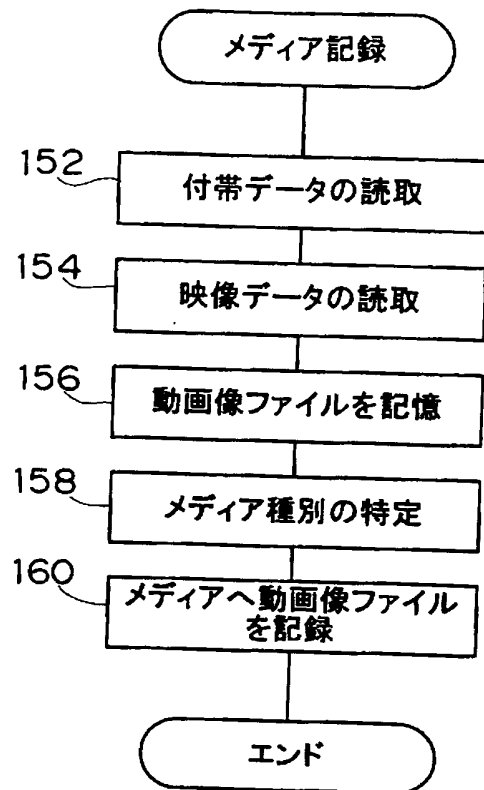 メディア記録
152
付帯データの読取
154
映像データの読取
156
動画像ファイルを記憶
158
メディア種別の特定
160
メディアへ動画像ファイル
を記録
エンド